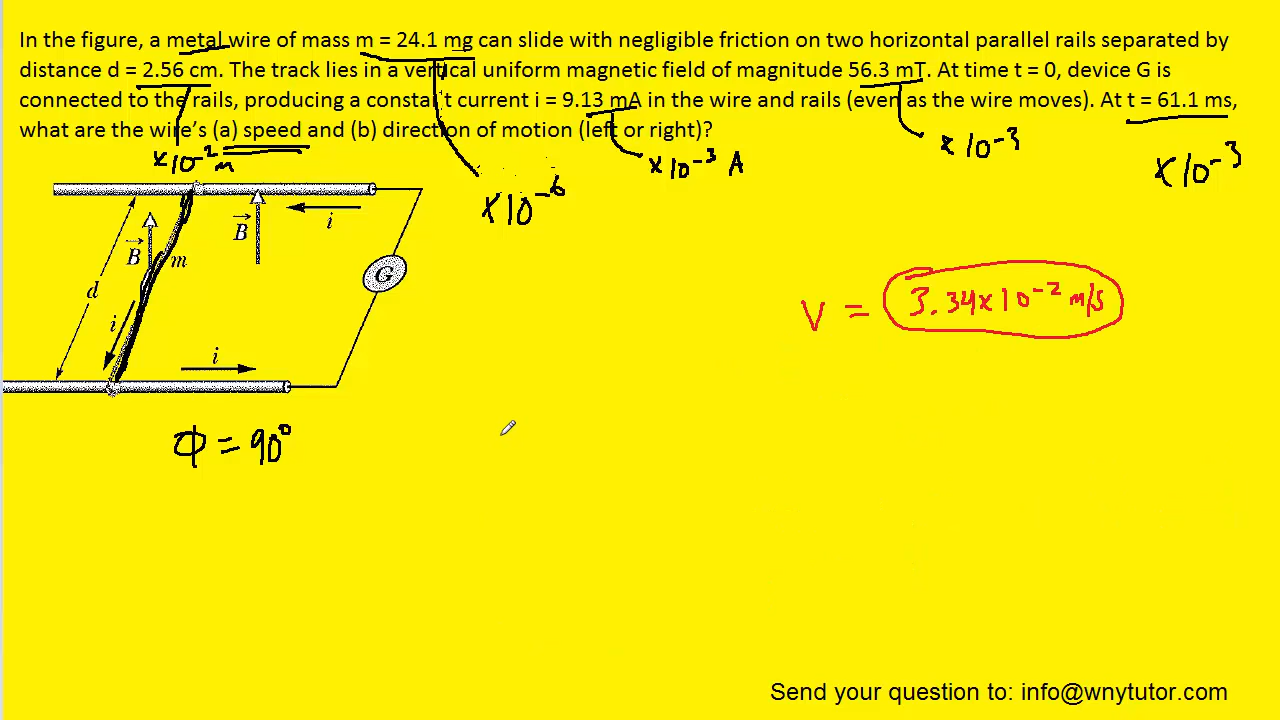 In the figure, a metal wire of mass m = 24.1 mg can slide with negligible friction on two horizontal parallel rails separated by
distance d = 2.56 cm. The track lies in a vertical uniform magnetic field of magnitude 56.3 mT. At time t = 0, device G is
connected to the rails, producing a constant current i = 9.13 mA in the wire and rails (even as the wire moves). At t = 61.1 ms,
what are the wire's (a) speed and (b) direction of motion (left or right)?
x10⁻² m
x10⁻⁶
x10⁻³ A
x10⁻³
x10⁻³
i
B
B
m
G
d
i
i
V = 3.34x10⁻² m/s
Φ = 90°
Send your question to: info@wnytutor.com